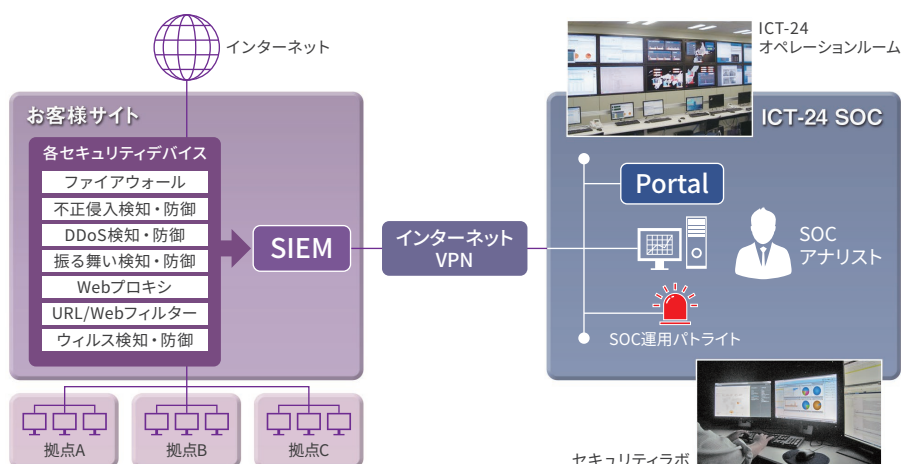 インターネット
ICT-24
オペレーションルーム
お客様サイト
各セキュリティデバイス
ファイアウォール
不正侵入検知・防御
DDoS検知・防御
振る舞い検知・防御
Webプロキシ
URL/Webフィルター
ウィルス検知・防御
SIEM
インターネット
VPN
ICT-24 SOC
Portal
SOC
アナリスト
SOC運用パトライト
拠点A
拠点B
拠点C
セキュリティラボ